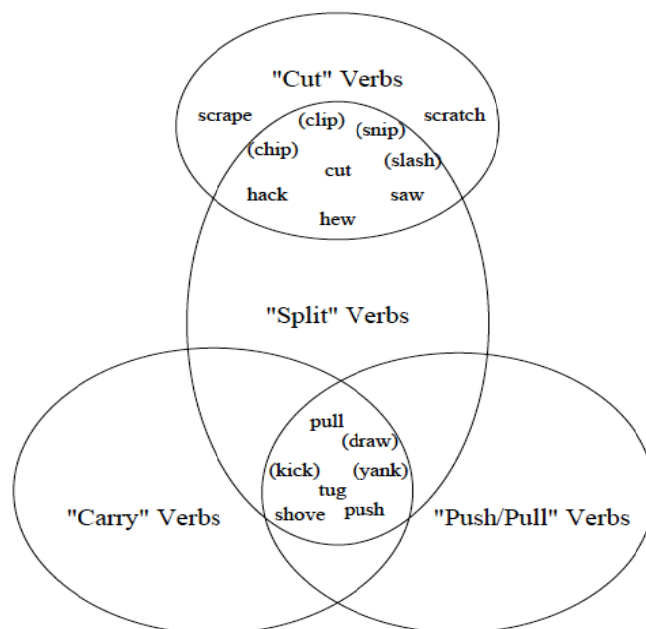 "Cut" Verbs
scrape (clip) (snip) scratch
(chip) (slash)
cut
hack saw
hew
"Split" Verbs
pull
(draw)
(kick) (yank)
tug
shove push
"Carry" Verbs "Push/Pull" Verbs